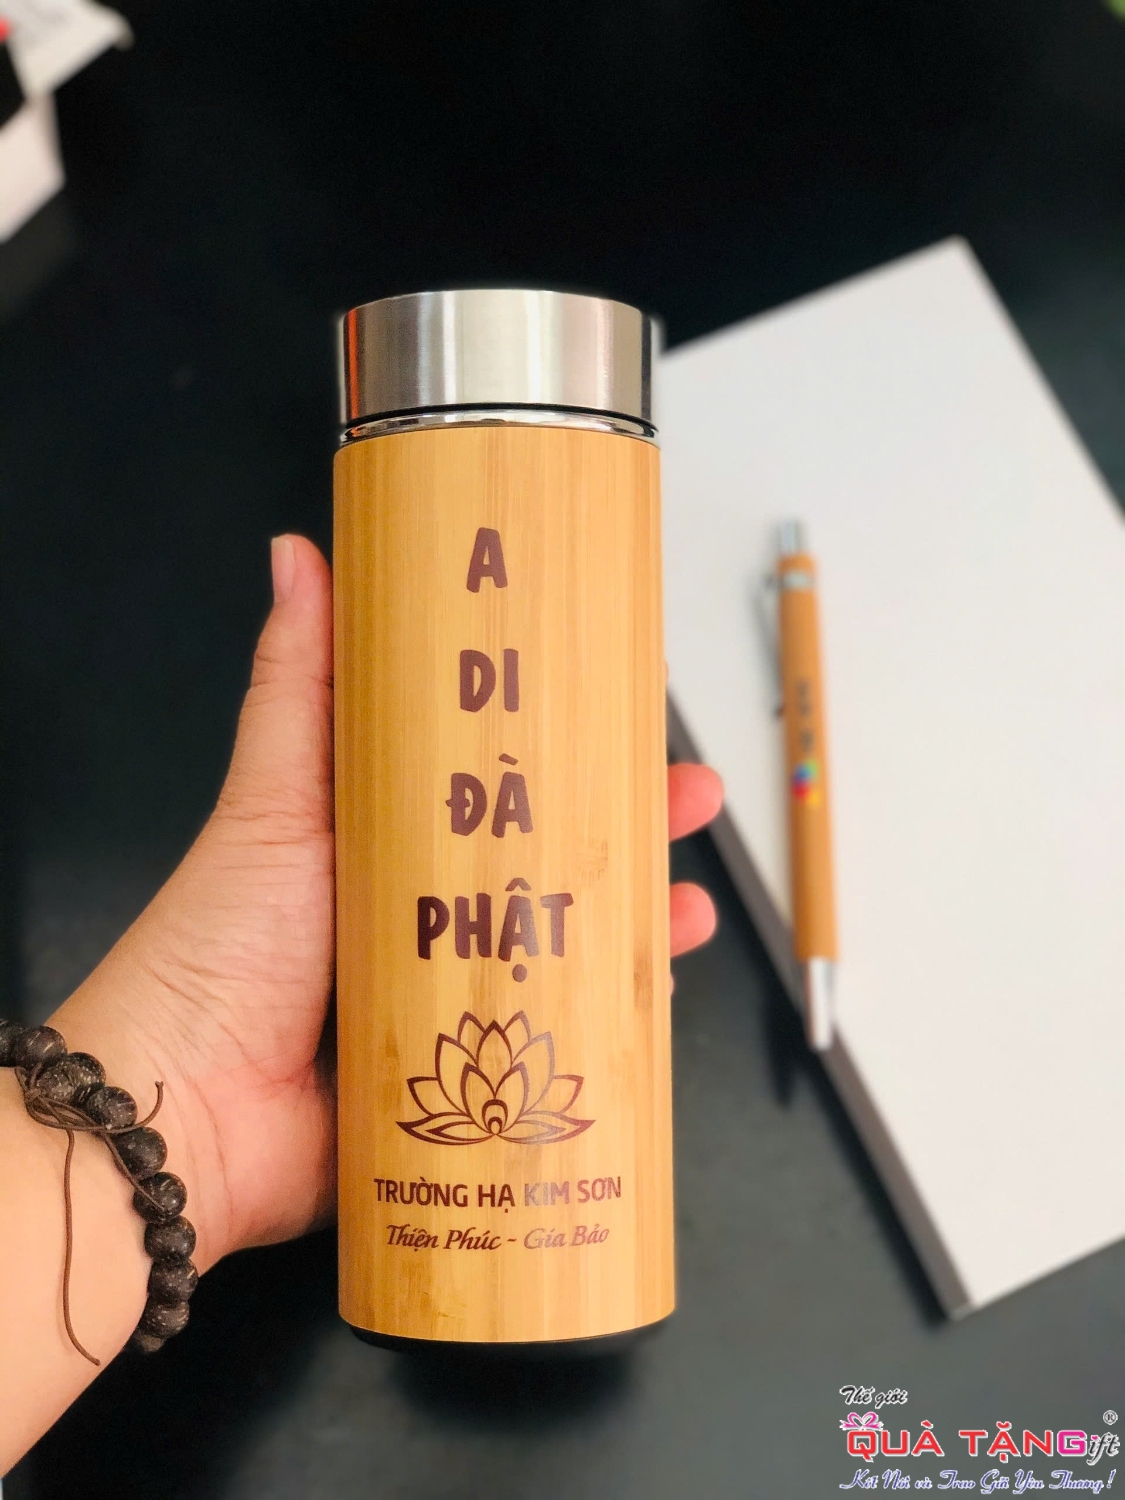 A
DI
ĐÀ
PHẬT
TRƯỜNG HẠ KIM SƠN
Thiện Phúc - Gia Bảo
Thế giới
QUÀ TẶNGift
®
Kết Nối và Trao Gửi Yêu Thương!